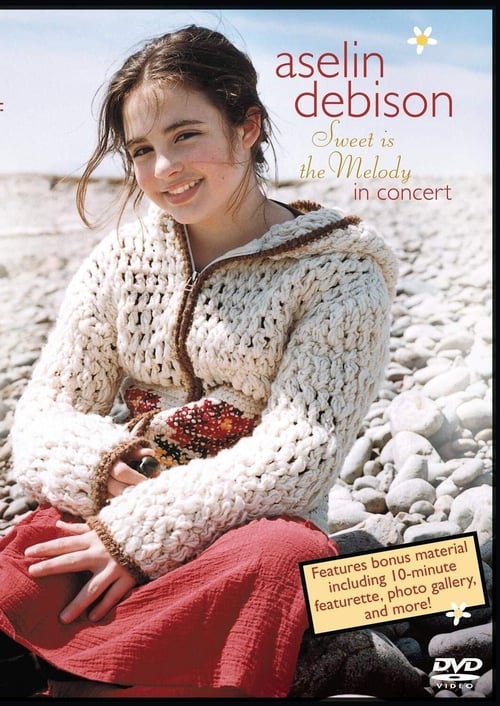 aselin
debison
Sweet is
the Melody
in concert
Features bonus material
including 10-minute
featurette, photo gallery,
and more!
DVD
VIDEO